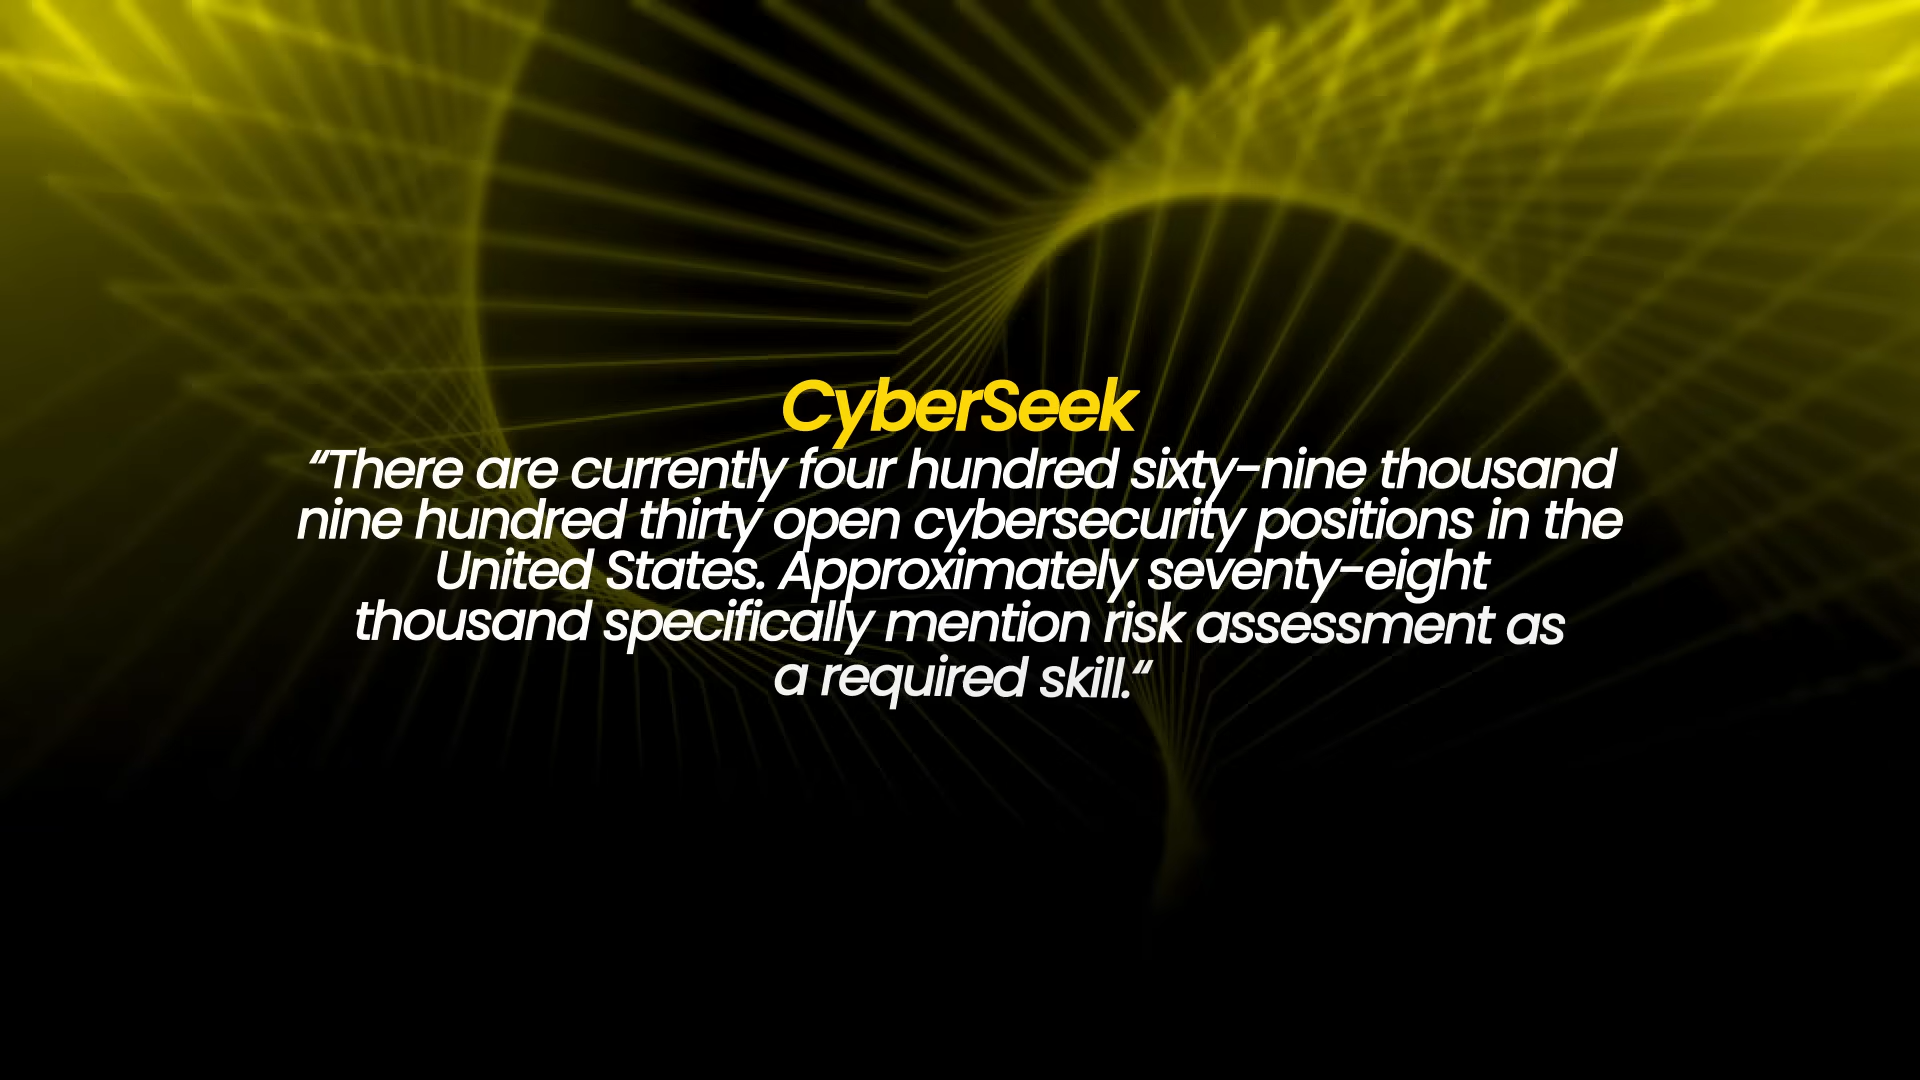 CyberSeek
“There are currently four hundred sixty-nine thousand
nine hundred thirty open cybersecurity positions in the
United States. Approximately seventy-eight
thousand specifically mention risk assessment as
a required skill.“